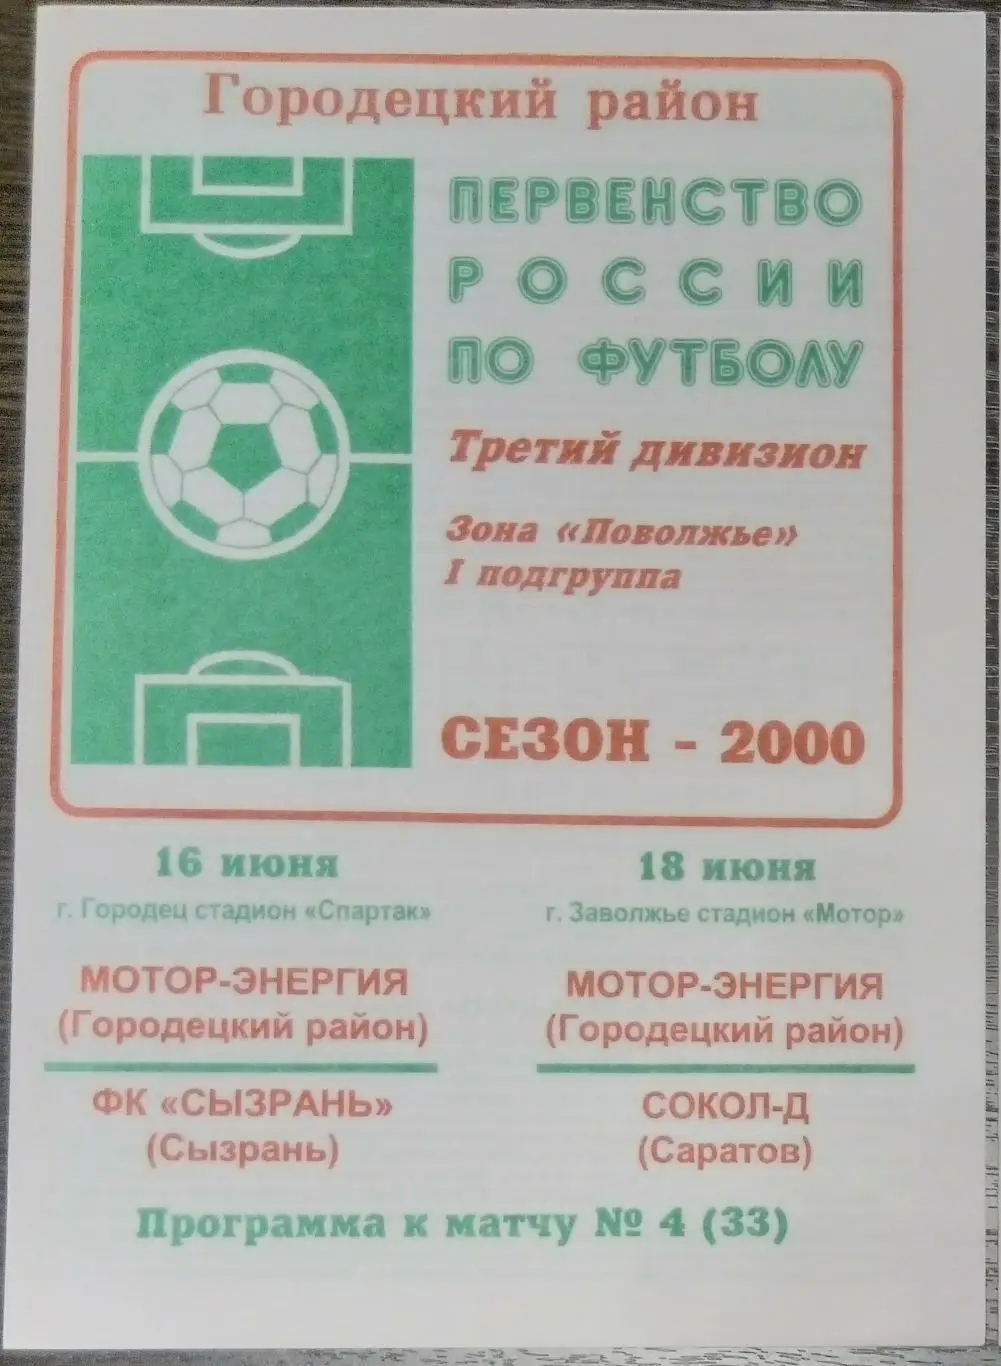 Городецкий район
ПЕРВЕНСТВО
РОССИИ
ПО ФУТБОЛУ
Третий дивизион
Зона «Поволжье»
I подгруппа
СЕЗОН - 2000
16 июня
г. Городец стадион «Спартак»
МОТОР-ЭНЕРГИЯ
(Городецкий район)
ФК «СЫЗРАНЬ»
(Сызрань)
18 июня
г. Заволжье стадион «Мотор»
МОТОР-ЭНЕРГИЯ
(Городецкий район)
СОКОЛ-Д
(Саратов)
Программа к матчу № 4 (33)